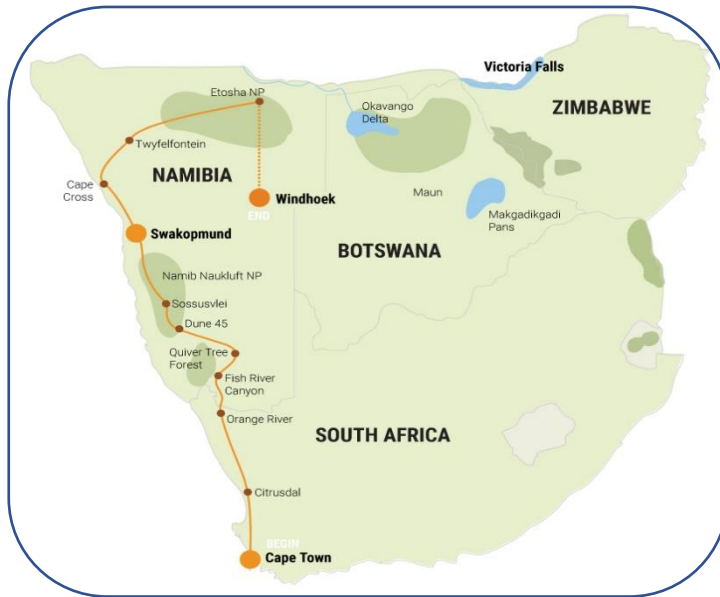 Victoria Falls
Etosha NP
Okavango
Delta
ZIMBABWE
Twyfelfontein
NAMIBIA
Cape
Cross
Windhoek
END
Maun
Makgadikgadi
Pans
Swakopmund
BOTSWANA
Namib Naukluft NP
Sossusvlei
Dune 45
Quiver Tree
Forest
Fish River
Canyon
Orange River
SOUTH AFRICA
Citrusdal
BEGIN
Cape Town